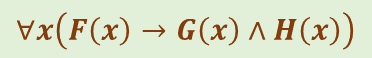 ∀x(F(x) → G(x) ∧ H(x))